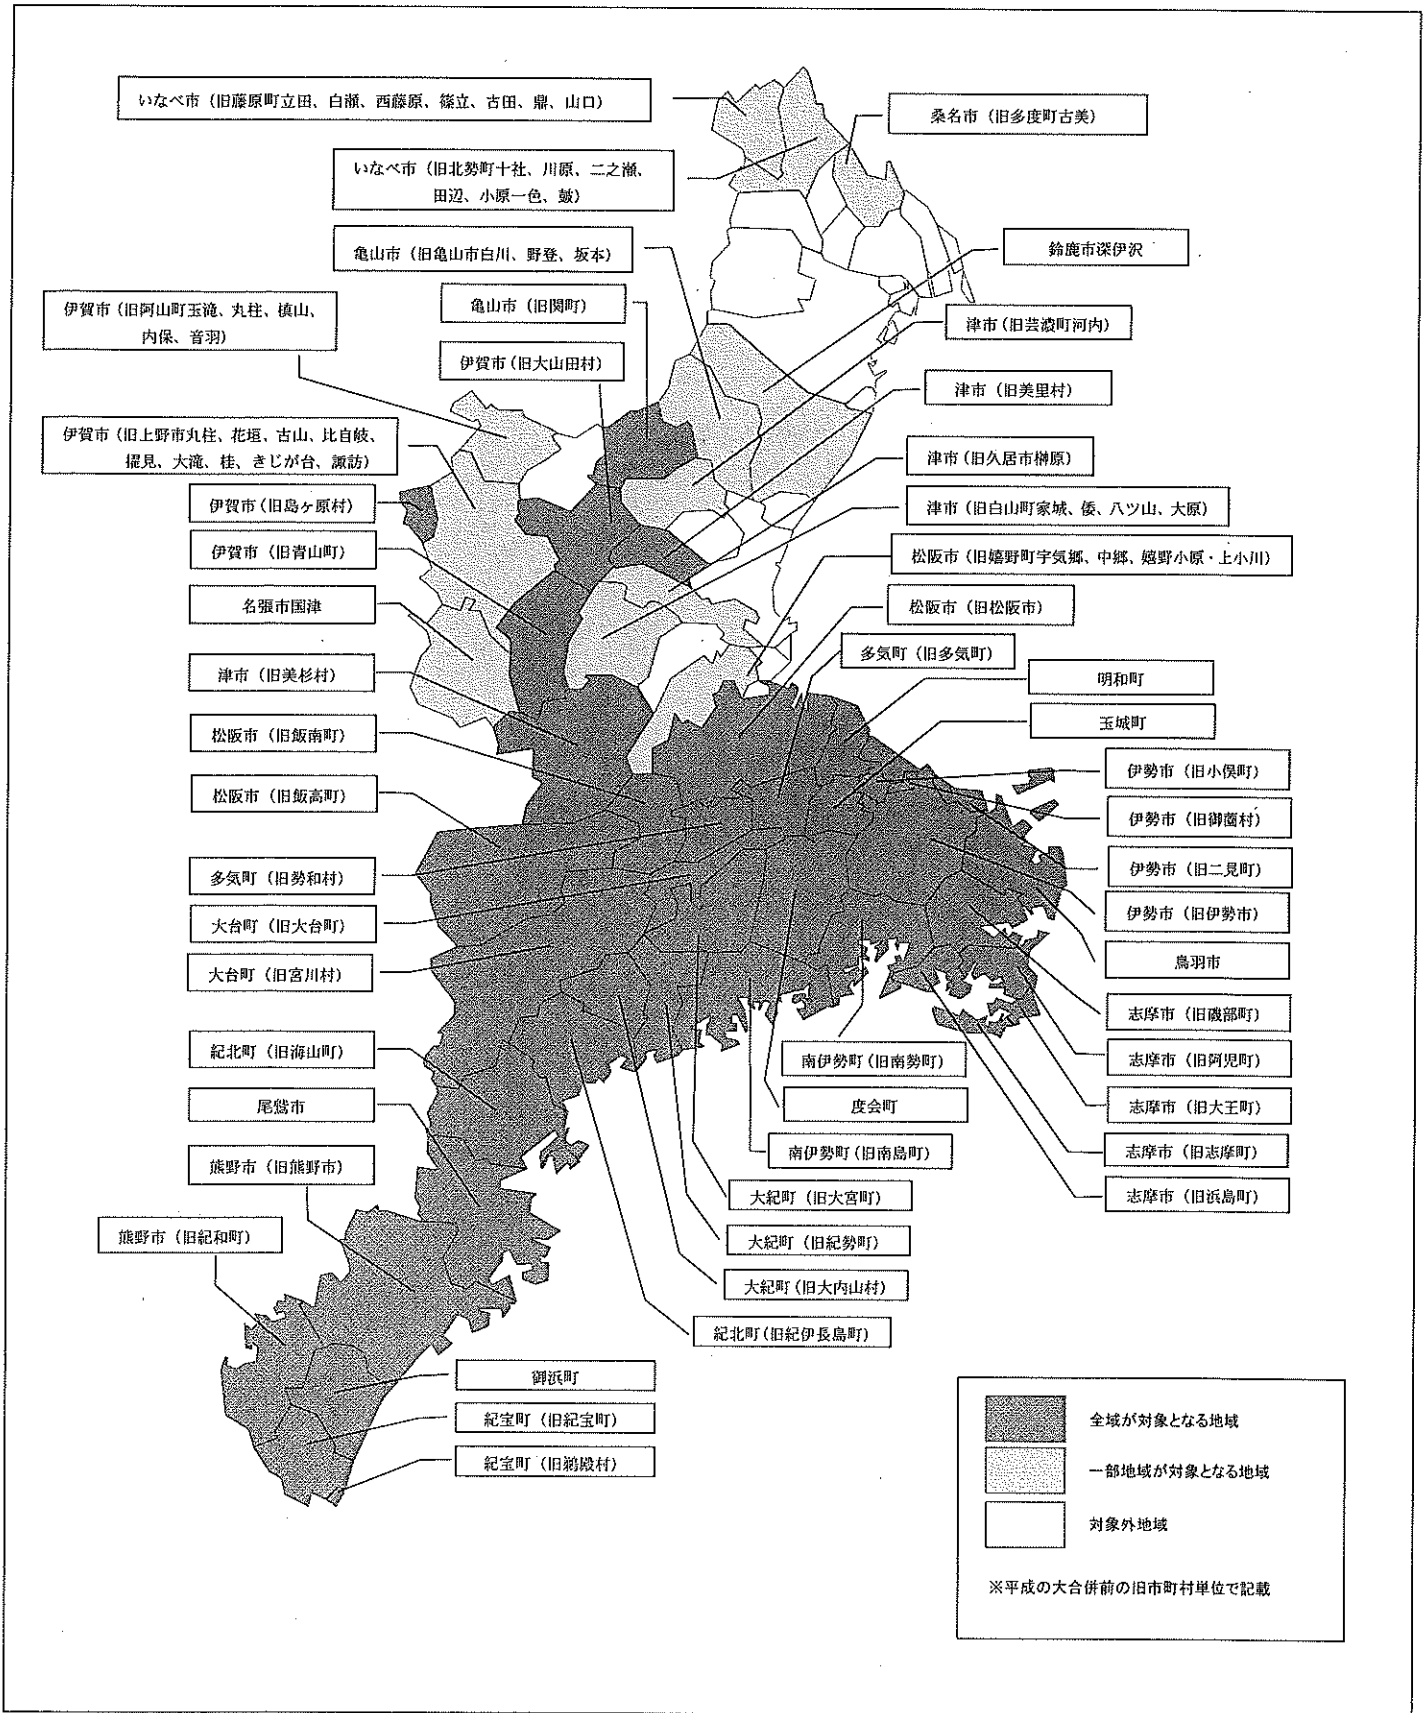 いなべ市（旧藤原町立田、白瀬、西藤原、篠立、古田、鼎、山口）
桑名市（旧多度町古美）
いなべ市（旧北勢町十社、川原、二之瀬、
田辺、小原一色、皷）
亀山市（旧亀山市白川、野登、坂本）
鈴鹿市深伊沢
伊賀市（旧阿山町玉滝、丸柱、槙山、
内保、音羽）
亀山市（旧関町）
津市（旧芸濃町河内）
伊賀市（旧大山田村）
津市（旧美里村）
伊賀市（旧上野市丸柱、花垣、古山、比自岐、
擢見、大滝、桂、きじが台、諏訪）
津市（旧久居市榊原）
伊賀市（旧島ヶ原村）
津市（旧白山町家城、倭、八ツ山、大原）
伊賀市（旧青山町）
松阪市（旧嬉野町宇気郷、中郷、嬉野小原・上小川）
名張市国津
松阪市（旧松阪市）
多気町（旧多気町）
津市（旧美杉村）
明和町
玉城町
松阪市（旧飯南町）
伊勢市（旧小俣町）
松阪市（旧飯高町）
伊勢市（旧御薗村）
伊勢市（旧二見町）
多気町（旧勢和村）
伊勢市（旧伊勢市）
大台町（旧大台町）
鳥羽市
大台町（旧宮川村）
志摩市（旧磯部町）
紀北町（旧海山町）
南伊勢町（旧南勢町）
志摩市（旧阿児町）
尾鷲市
度会町
志摩市（旧大王町）
南伊勢町（旧南島町）
志摩市（旧志摩町）
熊野市（旧熊野市）
大紀町（旧大宮町）
志摩市（旧浜島町）
熊野市（旧紀和町）
大紀町（旧紀勢町）
大紀町（旧大内山村）
紀北町（旧紀伊長島町）
御浜町
紀宝町（旧紀宝町）
紀宝町（旧鵜殿村）
全域が対象となる地域
一部地域が対象となる地域
対象外地域
※平成の大合併前の旧市町村単位で記載